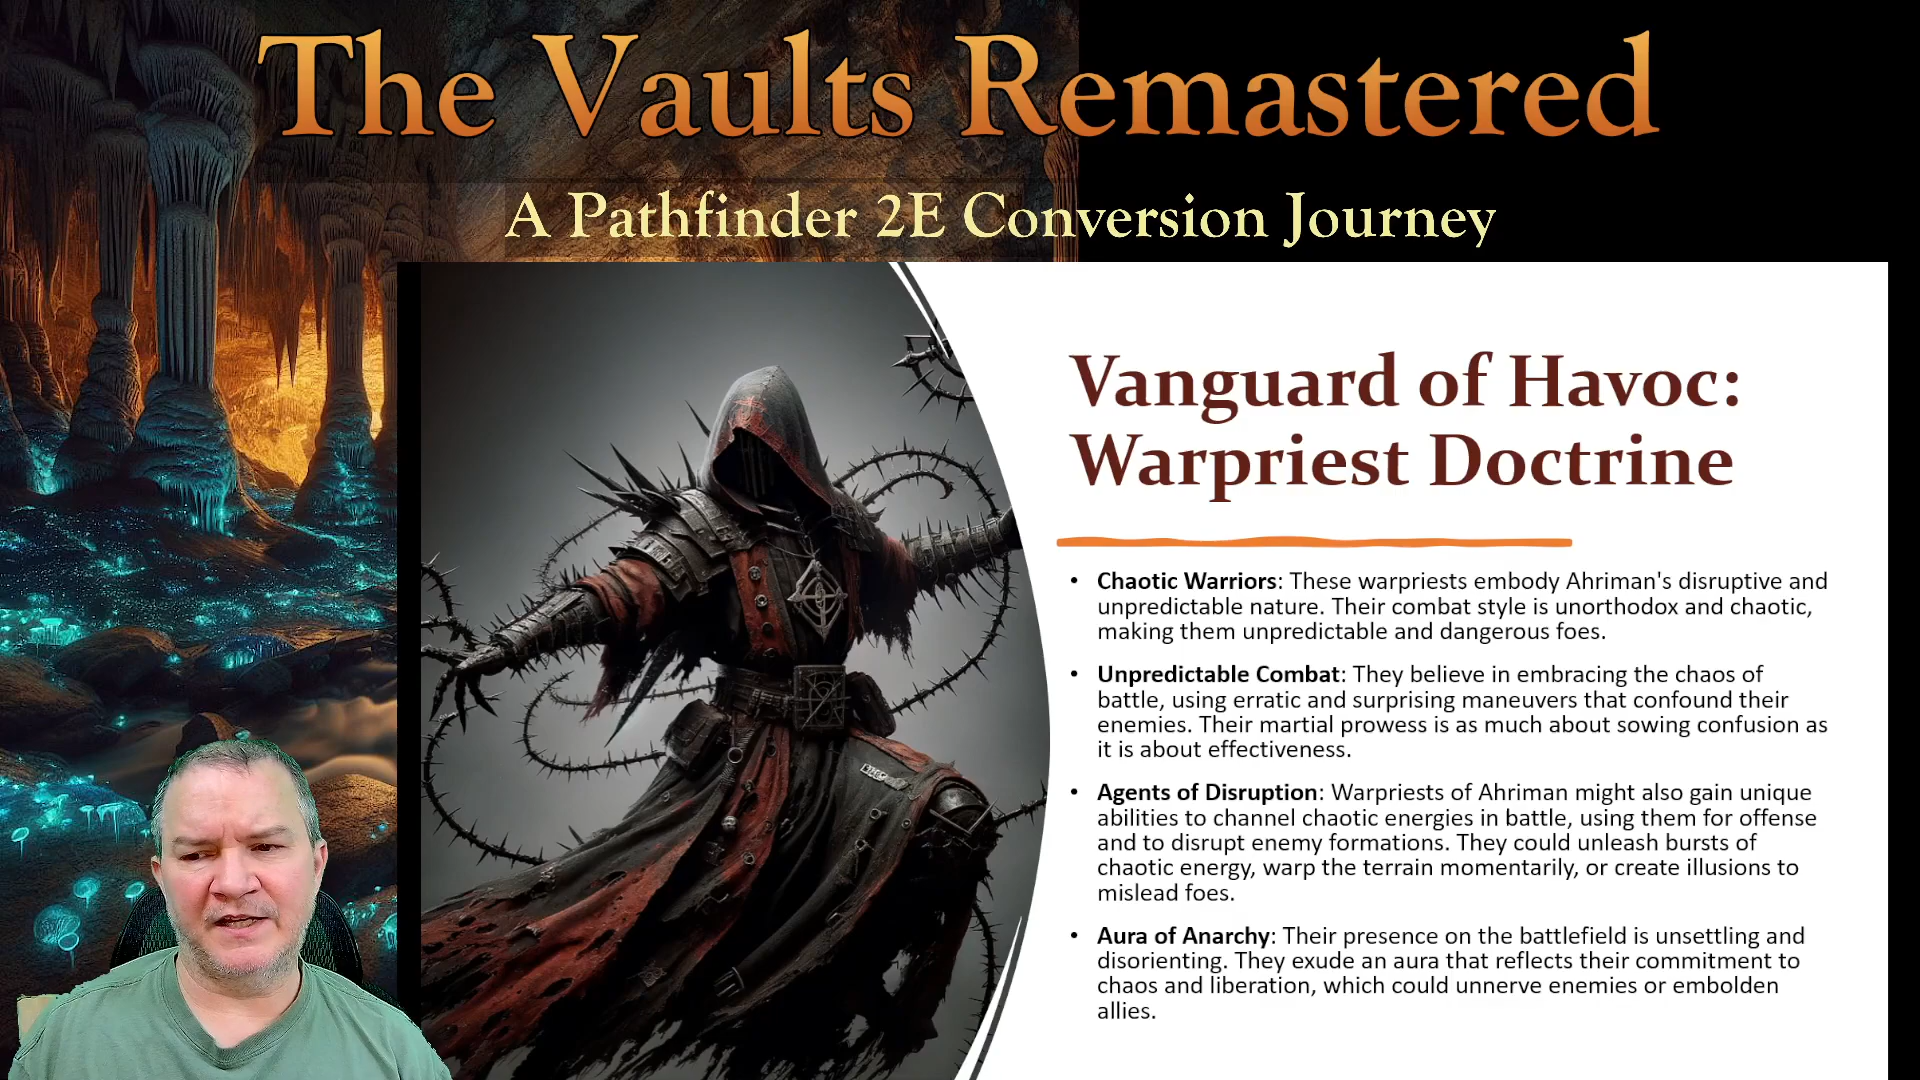 The Vaults Remastered
A Pathfinder 2E Conversion Journey
Vanguard of Havoc:
Warpriest Doctrine
• Chaotic Warriors: These warpriests embody Ahriman's disruptive and
unpredictable nature. Their combat style is unorthodox and chaotic,
making them unpredictable and dangerous foes.
• Unpredictable Combat: They believe in embracing the chaos of
battle, using erratic and surprising maneuvers that confound their
enemies. Their martial prowess is as much about sowing confusion as
it is about effectiveness.
• Agents of Disruption: Warpriests of Ahriman might also gain unique
abilities to channel chaotic energies in battle, using them for offense
and to disrupt enemy formations. They could unleash bursts of
chaotic energy, warp the terrain momentarily, or create illusions to
mislead foes.
• Aura of Anarchy: Their presence on the battlefield is unsettling and
disorienting. They exude an aura that reflects their commitment to
chaos and liberation, which could unnerve enemies or embolden
allies.